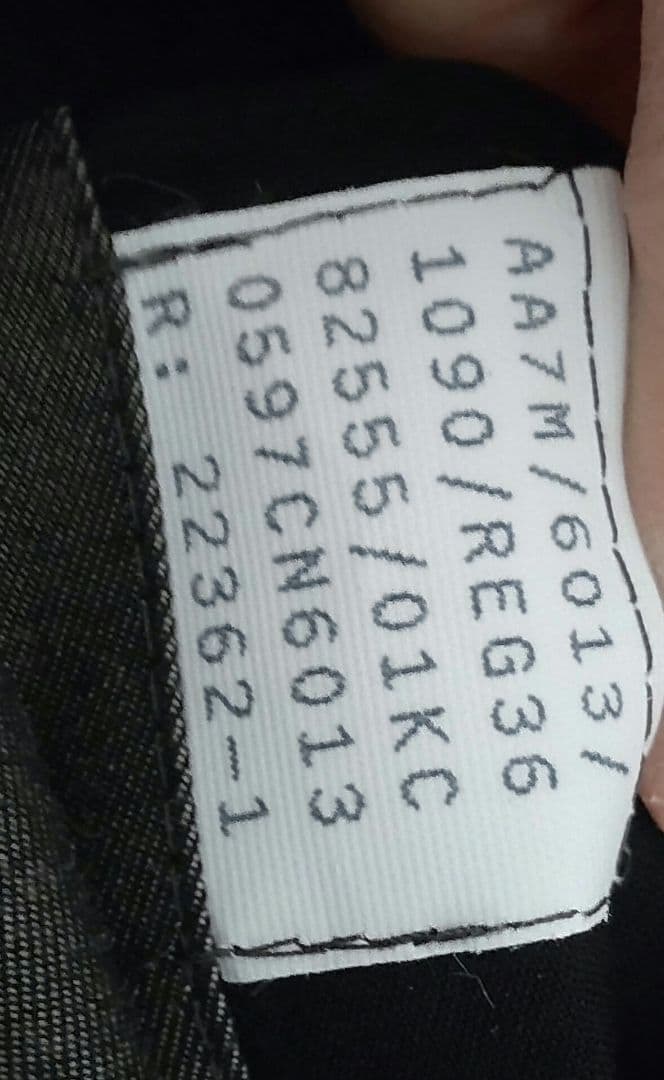 AA7M/6013/
1090/REG36
82555/01KC
0597CN6013
R: 22362-1